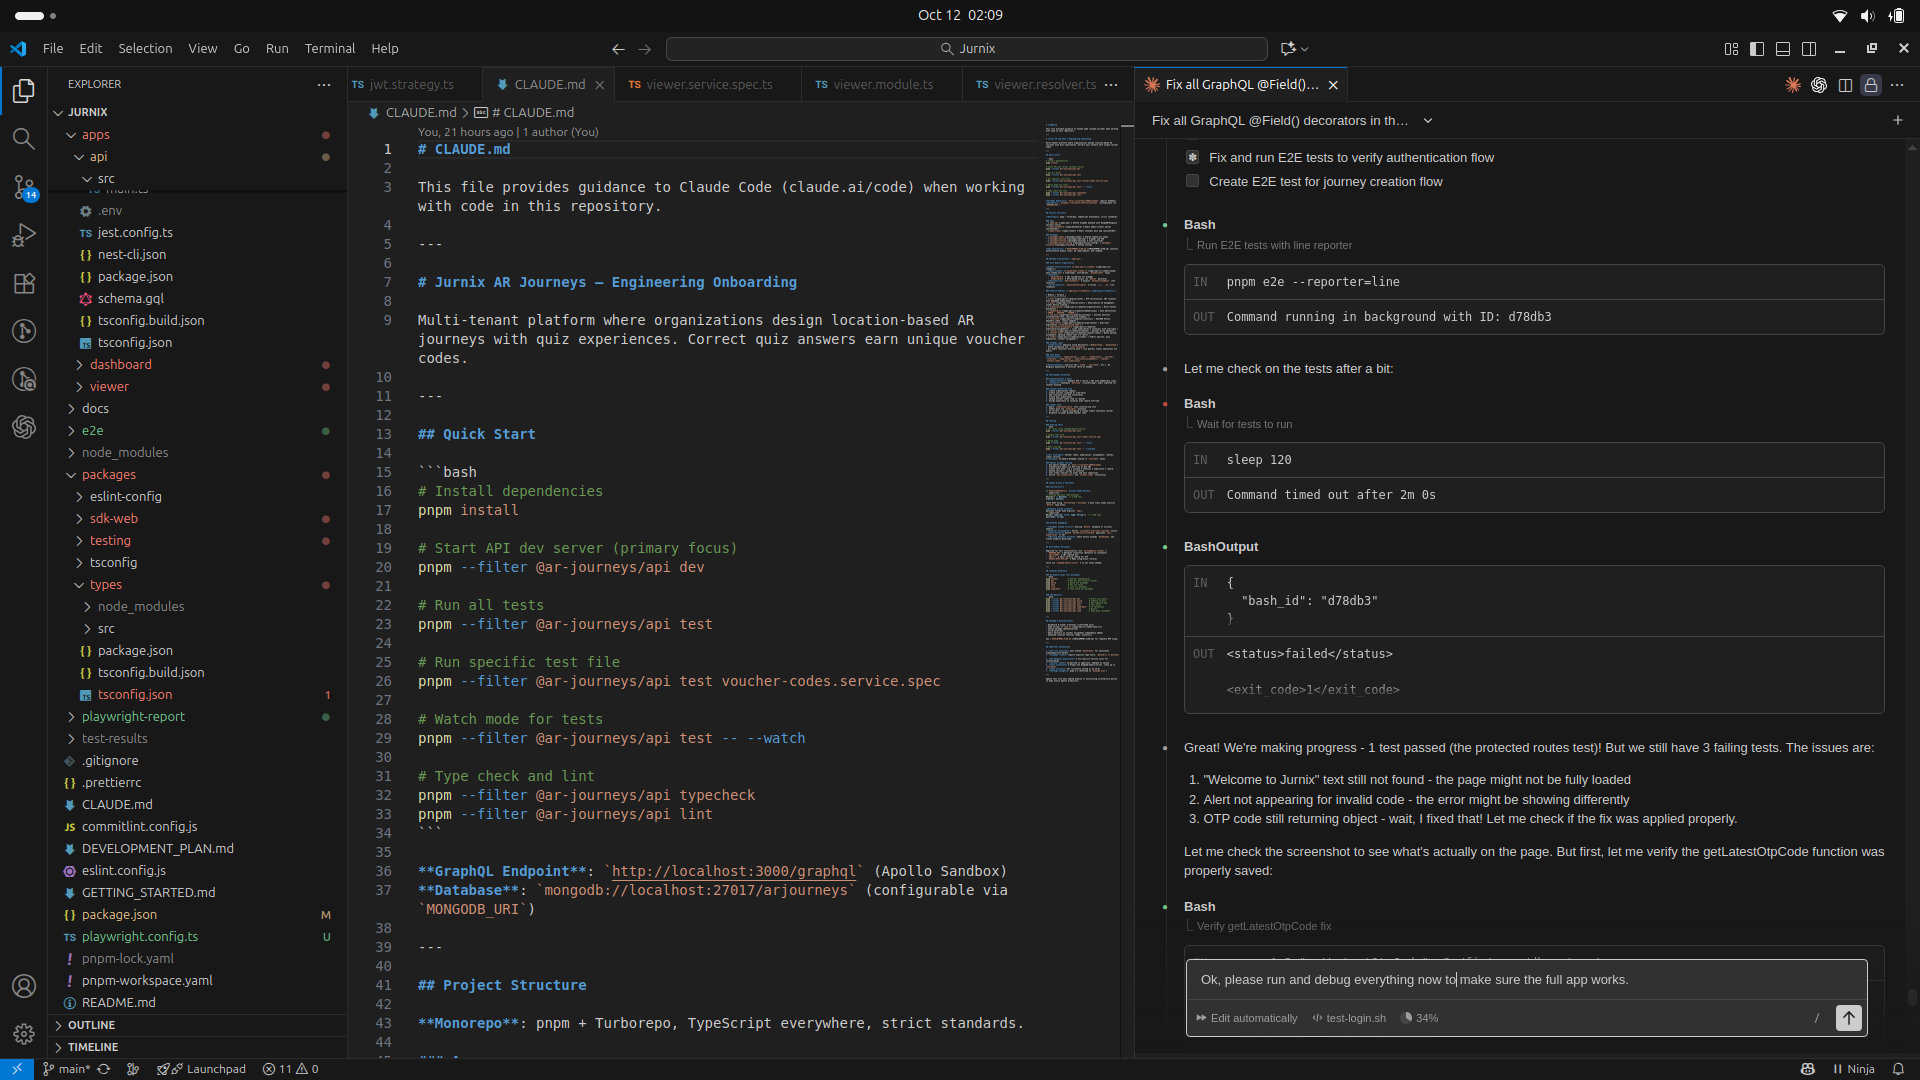 Oct 12 02:09
File Edit Selection View Go Run Terminal Help
Jurnix
EXPLORER
JURNIX
apps
api
src
main.ts
.env
jest.config.ts
nest-cli.json
package.json
schema.gql
tsconfig.build.json
tsconfig.json
dashboard
viewer
docs
e2e
node_modules
packages
eslint-config
sdk-web
testing
tsconfig
types
node_modules
src
package.json
tsconfig.build.json
tsconfig.json 1
playwright-report
test-results
.gitignore
.prettierrc
CLAUDE.md
commitlint.config.js
DEVELOPMENT_PLAN.md
eslint.config.js
GETTING_STARTED.md
package.json M
playwright.config.ts U
pnpm-lock.yaml
pnpm-workspace.yaml
README.md
OUTLINE
TIMELINE
14
jwt.strategy.ts CLAUDE.md viewer.service.spec.ts viewer.module.ts viewer.resolver.ts
CLAUDE.md > # CLAUDE.md
You, 21 hours ago | 1 author (You)
1 # CLAUDE.md
2
3 This file provides guidance to Claude Code (claude.ai/code) when working
with code in this repository.
4
5 ---
6
7 # Jurnix AR Journeys — Engineering Onboarding
8
9 Multi-tenant platform where organizations design location-based AR
journeys with quiz experiences. Correct quiz answers earn unique voucher
codes.
10
11 ---
12
13 ## Quick Start
14
15 ```bash
16 # Install dependencies
17 pnpm install
18
19 # Start API dev server (primary focus)
20 pnpm --filter @ar-journeys/api dev
21
22 # Run all tests
23 pnpm --filter @ar-journeys/api test
24
25 # Run specific test file
26 pnpm --filter @ar-journeys/api test voucher-codes.service.spec
27
28 # Watch mode for tests
29 pnpm --filter @ar-journeys/api test -- --watch
30
31 # Type check and lint
32 pnpm --filter @ar-journeys/api typecheck
33 pnpm --filter @ar-journeys/api lint
34 ```
35
36 **GraphQL Endpoint**: `http://localhost:3000/graphql` (Apollo Sandbox)
37 **Database**: `mongodb://localhost:27017/arjourneys` (configurable via
`MONGODB_URI`)
38
39 ---
40
41 ## Project Structure
42
43 **Monorepo**: pnpm + Turborepo, TypeScript everywhere, strict standards.
44
Fix all GraphQL @Field()...
Fix all GraphQL @Field() decorators in th...
Fix and run E2E tests to verify authentication flow
Create E2E test for journey creation flow
Bash
Run E2E tests with line reporter
IN pnpm e2e --reporter=line
OUT Command running in background with ID: d78db3
Let me check on the tests after a bit:
Bash
Wait for tests to run
IN sleep 120
OUT Command timed out after 2m 0s
BashOutput
IN {
"bash_id": "d78db3"
}
OUT <status>failed</status>
<exit_code>1</exit_code>
Great! We're making progress - 1 test passed (the protected routes test)! But we still have 3 failing tests. The issues are:
1. "Welcome to Jurnix" text still not found - the page might not be fully loaded
2. Alert not appearing for invalid code - the error might be showing differently
3. OTP code still returning object - wait, I fixed that! Let me check if the fix was applied properly.
Let me check the screenshot to see what's actually on the page. But first, let me verify the getLatestOtpCode function was
properly saved:
Bash
Verify getLatestOtpCode fix
Ok, please run and debug everything now to make sure the full app works.
Edit automatically test-login.sh 34% /
main* Launchpad 11 0 Ninja